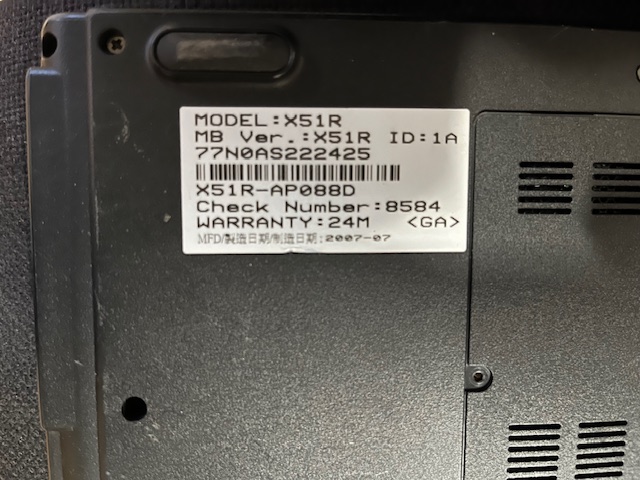 MODEL:X51R
MB Ver.:X51R ID:1A
77N0AS222425
X51R-AP088D
Check Number:8584
WARRANTY:24M <GA>
MFD/製造日期/制造日期:2007-07